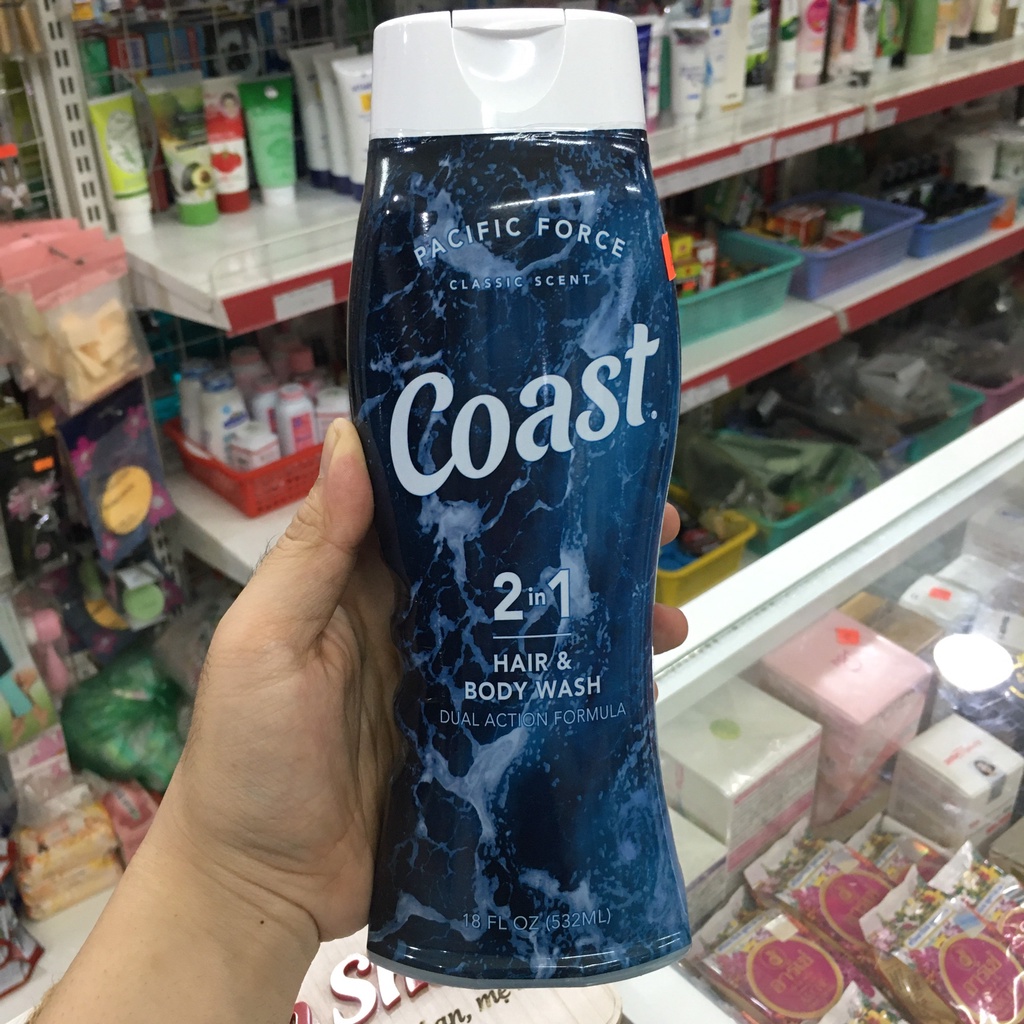 PACIFIC FORCE
CLASSIC SCENT
Coast.
2 in 1
HAIR &
BODY WASH
DUAL ACTION FORMULA
18 FL OZ (532ML)